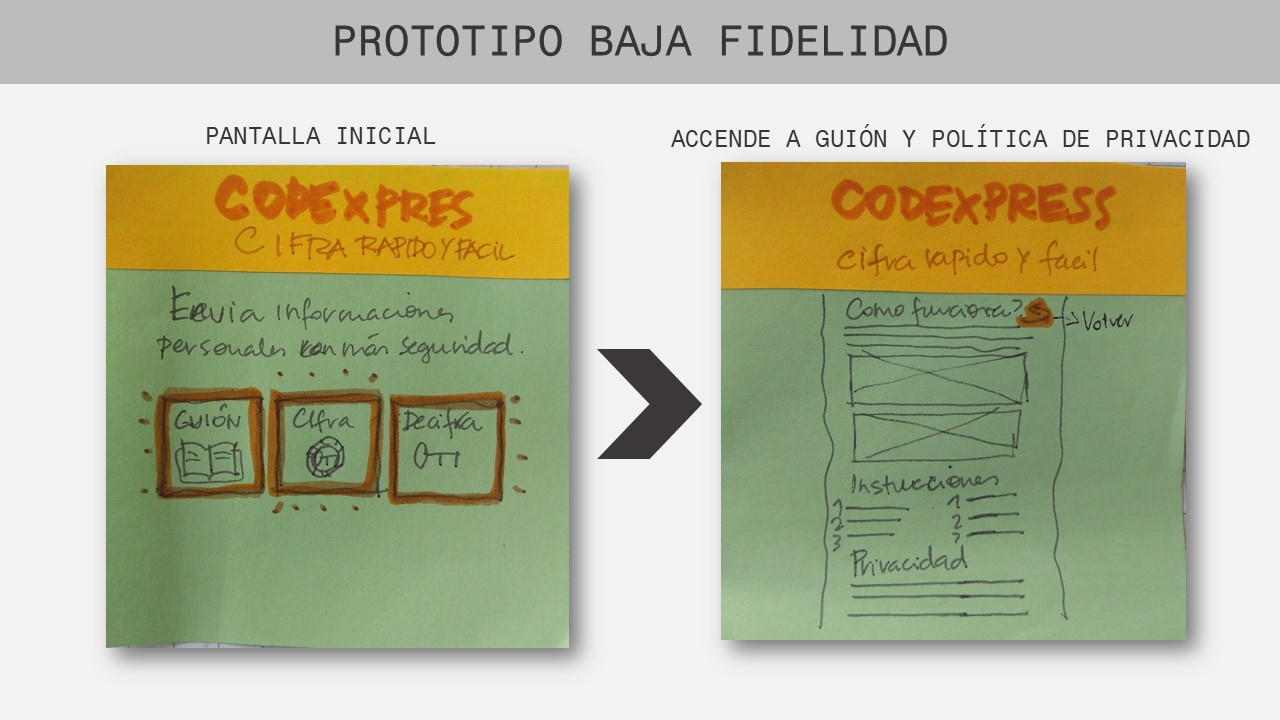 PROTOTIPO BAJA FIDELIDAD
PANTALLA INICIAL
CODEXPRES
CIFRA RAPIDO Y FACIL
Envia informaciones
personales con más seguridad.
GUIÓN
Cifra
Decifra
ACCENDE A GUIÓN Y POLÍTICA DE PRIVACIDAD
CODEXPRESS
cifra rapido y facil
Como funciona?
Volver
Instucciones
1
2
3
1
2
3
Privacidad